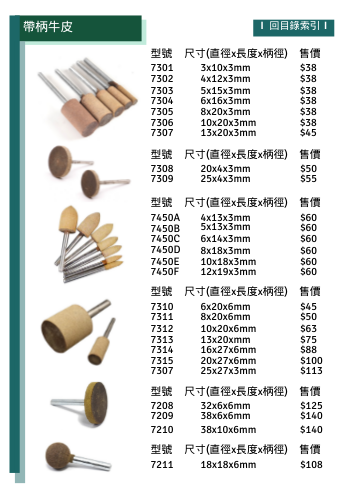 帶柄牛皮
I 回目錄索引 I
型號 尺寸(直徑x長度x柄徑) 售價
7301 3x10x3mm $38
7302 4x12x3mm $38
7303 5x15x3mm $38
7304 6x16x3mm $38
7305 8x20x3mm $38
7306 10x20x3mm $38
7307 13x20x3mm $45
型號 尺寸(直徑x長度x柄徑) 售價
7308 20x4x3mm $50
7309 25x4x3mm $55
型號 尺寸(直徑x長度x柄徑) 售價
7450A 4x13x3mm $60
7450B 5x13x3mm $60
7450C 6x14x3mm $60
7450D 8x18x3mm $60
7450E 10x18x3mm $60
7450F 12x19x3mm $60
型號 尺寸(直徑x長度x柄徑) 售價
7310 6x20x6mm $45
7311 8x20x6mm $50
7312 10x20x6mm $63
7313 13x20xmm $75
7314 16x27x6mm $88
7315 20x27x6mm $100
7307 25x27x3mm $113
型號 尺寸(直徑x長度x柄徑) 售價
7208 32x6x6mm $125
7209 38x6x6mm $140
7210 38x10x6mm $140
型號 尺寸(直徑x長度x柄徑) 售價
7211 18x18x6mm $108